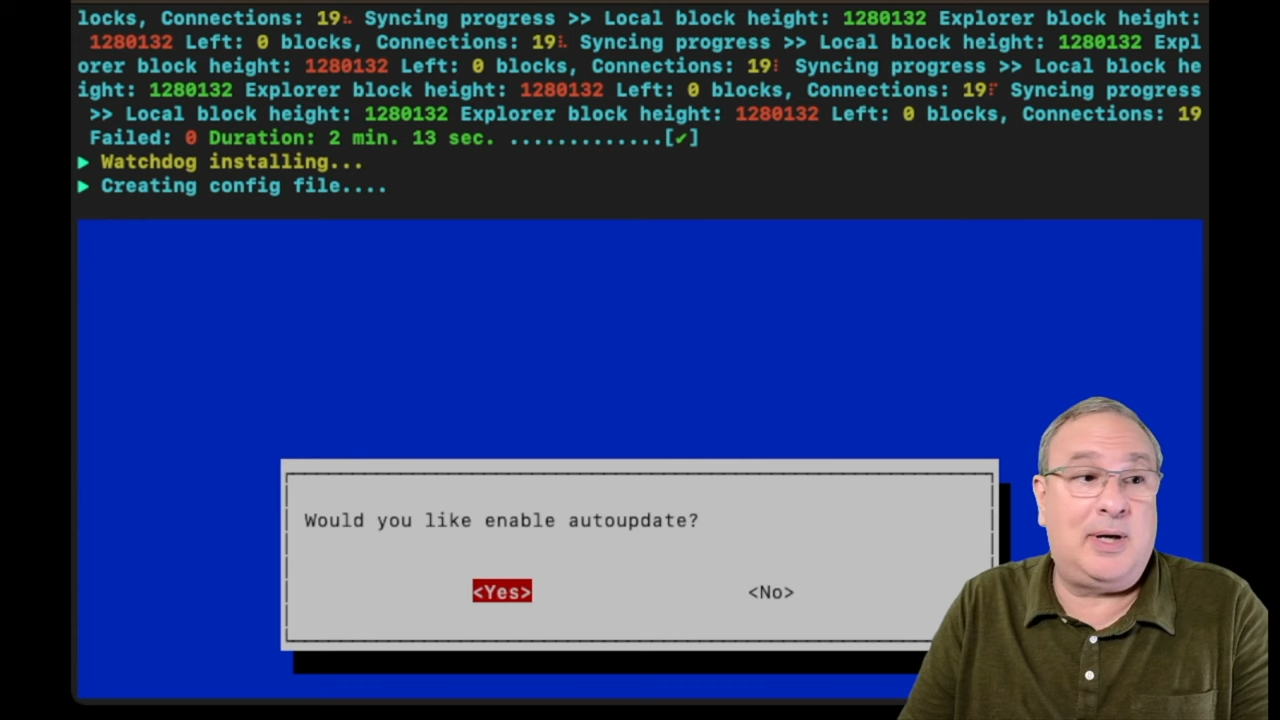 locks, Connections: 19 Syncing progress >> Local block height: 1280132 Explorer block height:
1280132 Left: 0 blocks, Connections: 19 Syncing progress >> Local block height: 1280132 Expl
orer block height: 1280132 Left: 0 blocks, Connections: 19 Syncing progress >> Local block he
ight: 1280132 Explorer block height: 1280132 Left: 0 blocks, Connections: 19 Syncing progress
>> Local block height: 1280132 Explorer block height: 1280132 Left: 0 blocks, Connections: 19
Failed: 0 Duration: 2 min. 13 sec. .............[✔]
▶ Watchdog installing...
▶ Creating config file....
Would you like enable autoupdate?
<Yes> <No>